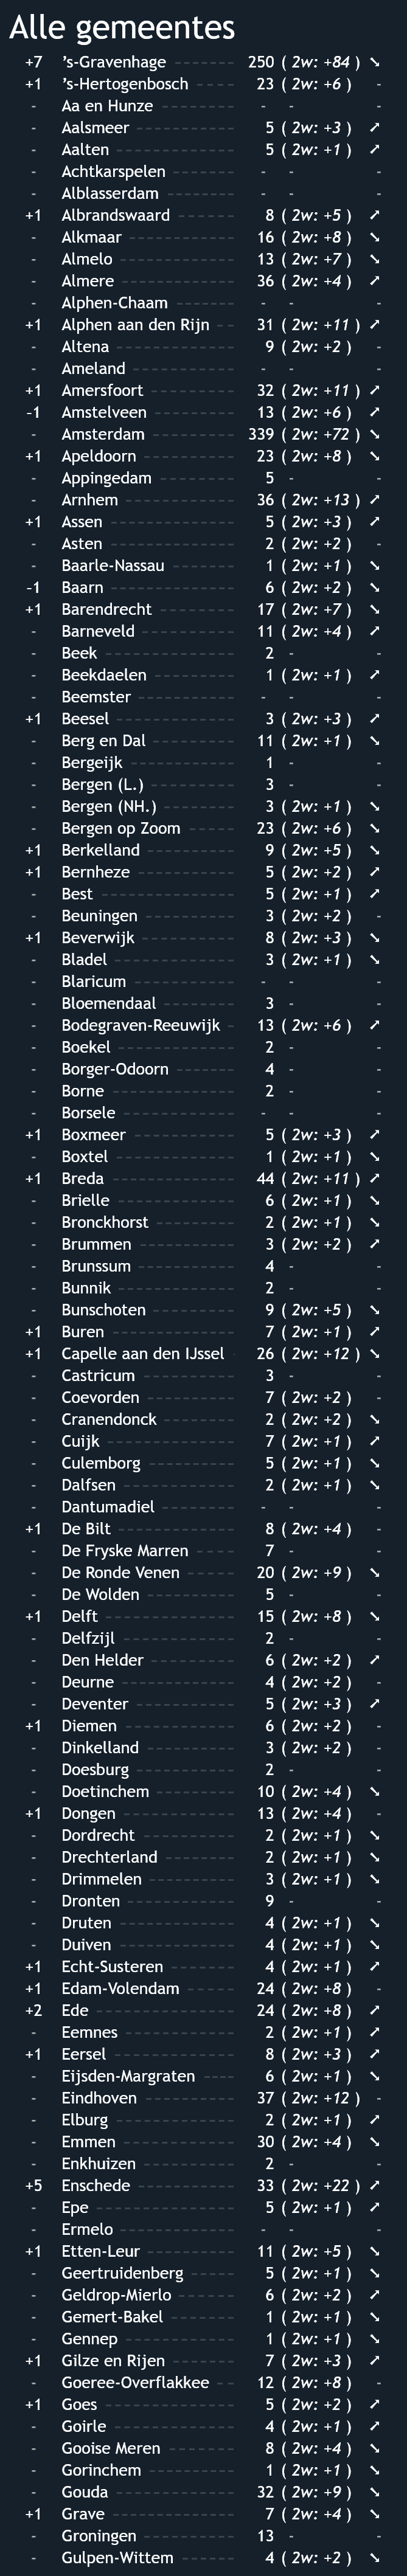 Alle gemeentes
+7 's-Gravenhage 250 ( 2w: +84 ) ↘
+1 's-Hertogenbosch 23 ( 2w: +6 ) -
- Aa en Hunze - - -
- Aalsmeer 5 ( 2w: +3 ) ↗
- Aalten 5 ( 2w: +1 ) ↗
- Achtkarspelen - - -
- Alblasserdam - - -
+1 Albrandswaard 8 ( 2w: +5 ) ↗
- Alkmaar 16 ( 2w: +8 ) ↘
- Almelo 13 ( 2w: +7 ) ↘
- Almere 36 ( 2w: +4 ) ↗
- Alphen-Chaam - - -
+1 Alphen aan den Rijn 31 ( 2w: +11 ) ↗
- Altena 9 ( 2w: +2 ) -
- Ameland - - -
+1 Amersfoort 32 ( 2w: +11 ) ↗
-1 Amstelveen 13 ( 2w: +6 ) ↗
- Amsterdam 339 ( 2w: +72 ) ↘
+1 Apeldoorn 23 ( 2w: +8 ) ↘
- Appingedam 5 - -
- Arnhem 36 ( 2w: +13 ) ↗
+1 Assen 5 ( 2w: +3 ) ↗
- Asten 2 ( 2w: +2 ) -
- Baarle-Nassau 1 ( 2w: +1 ) ↘
-1 Baarn 6 ( 2w: +2 ) ↘
+1 Barendrecht 17 ( 2w: +7 ) ↘
- Barneveld 11 ( 2w: +4 ) ↗
- Beek 2 - -
- Beekdaelen 1 ( 2w: +1 ) ↗
- Beemster - - -
+1 Beesel 3 ( 2w: +3 ) ↗
- Berg en Dal 11 ( 2w: +1 ) ↘
- Bergeijk 1 - -
- Bergen (L.) 3 - -
- Bergen (NH.) 3 ( 2w: +1 ) ↘
- Bergen op Zoom 23 ( 2w: +6 ) ↘
+1 Berkelland 9 ( 2w: +5 ) ↘
+1 Bernheze 5 ( 2w: +2 ) ↗
- Best 5 ( 2w: +1 ) ↗
- Beuningen 3 ( 2w: +2 ) -
+1 Beverwijk 8 ( 2w: +3 ) ↘
- Bladel 3 ( 2w: +1 ) ↘
- Blaricum - - -
- Bloemendaal 3 - -
- Bodegraven-Reeuwijk 13 ( 2w: +6 ) ↗
- Boekel 2 - -
- Borger-Odoorn 4 - -
- Borne 2 - -
- Borsele - - -
+1 Boxmeer 5 ( 2w: +3 ) ↗
- Boxtel 1 ( 2w: +1 ) ↘
+1 Breda 44 ( 2w: +11 ) ↗
- Brielle 6 ( 2w: +1 ) ↘
- Bronckhorst 2 ( 2w: +1 ) ↘
- Brummen 3 ( 2w: +2 ) ↗
- Brunssum 4 - -
- Bunnik 2 - -
- Bunschoten 9 ( 2w: +5 ) ↘
+1 Buren 7 ( 2w: +1 ) ↗
+1 Capelle aan den IJssel 26 ( 2w: +12 ) ↘
- Castricum 3 - -
- Coevorden 7 ( 2w: +2 ) -
- Cranendonck 2 ( 2w: +2 ) ↘
- Cuijk 7 ( 2w: +1 ) ↗
- Culemborg 5 ( 2w: +1 ) ↘
- Dalfsen 2 ( 2w: +1 ) ↘
- Dantumadiel - - -
+1 De Bilt 8 ( 2w: +4 ) -
- De Fryske Marren 7 - -
- De Ronde Venen 20 ( 2w: +9 ) ↘
- De Wolden 5 - -
+1 Delft 15 ( 2w: +8 ) ↘
- Delfzijl 2 - -
- Den Helder 6 ( 2w: +2 ) ↗
- Deurne 4 ( 2w: +2 ) -
- Deventer 5 ( 2w: +3 ) ↗
+1 Diemen 6 ( 2w: +2 ) -
- Dinkelland 3 ( 2w: +2 ) -
- Doesburg 2 - -
- Doetinchem 10 ( 2w: +4 ) ↘
+1 Dongen 13 ( 2w: +4 ) -
- Dordrecht 2 ( 2w: +1 ) ↘
- Drechterland 2 ( 2w: +1 ) ↘
- Drimmelen 3 ( 2w: +1 ) ↗
- Dronten 9 - -
- Druten 4 ( 2w: +1 ) ↘
- Duiven 4 ( 2w: +1 ) ↘
+1 Echt-Susteren 4 ( 2w: +1 ) ↗
+1 Edam-Volendam 24 ( 2w: +8 ) -
+2 Ede 24 ( 2w: +8 ) ↗
- Eemnes 2 ( 2w: +1 ) ↗
+1 Eersel 8 ( 2w: +3 ) ↗
- Eijsden-Margraten 6 ( 2w: +1 ) ↘
- Eindhoven 37 ( 2w: +12 ) -
- Elburg 2 ( 2w: +1 ) ↗
- Emmen 30 ( 2w: +4 ) ↘
- Enkhuizen 2 - -
+5 Enschede 33 ( 2w: +22 ) ↗
- Epe 5 ( 2w: +1 ) ↗
- Ermelo - - -
+1 Etten-Leur 11 ( 2w: +5 ) ↘
- Geertruidenberg 5 ( 2w: +1 ) ↘
- Geldrop-Mierlo 6 ( 2w: +2 ) ↗
- Gemert-Bakel 1 ( 2w: +1 ) ↘
- Gennep 1 ( 2w: +1 ) ↘
+1 Gilze en Rijen 7 ( 2w: +3 ) ↗
- Goeree-Overflakkee 12 ( 2w: +8 ) -
+1 Goes 5 ( 2w: +2 ) ↗
- Goirle 4 ( 2w: +1 ) ↗
- Gooise Meren 8 ( 2w: +4 ) ↘
- Gorinchem 1 ( 2w: +1 ) ↘
- Gouda 32 ( 2w: +9 ) ↘
+1 Grave 7 ( 2w: +4 ) ↘
- Groningen 13 - -
- Gulpen-Wittem 4 ( 2w: +2 ) ↘